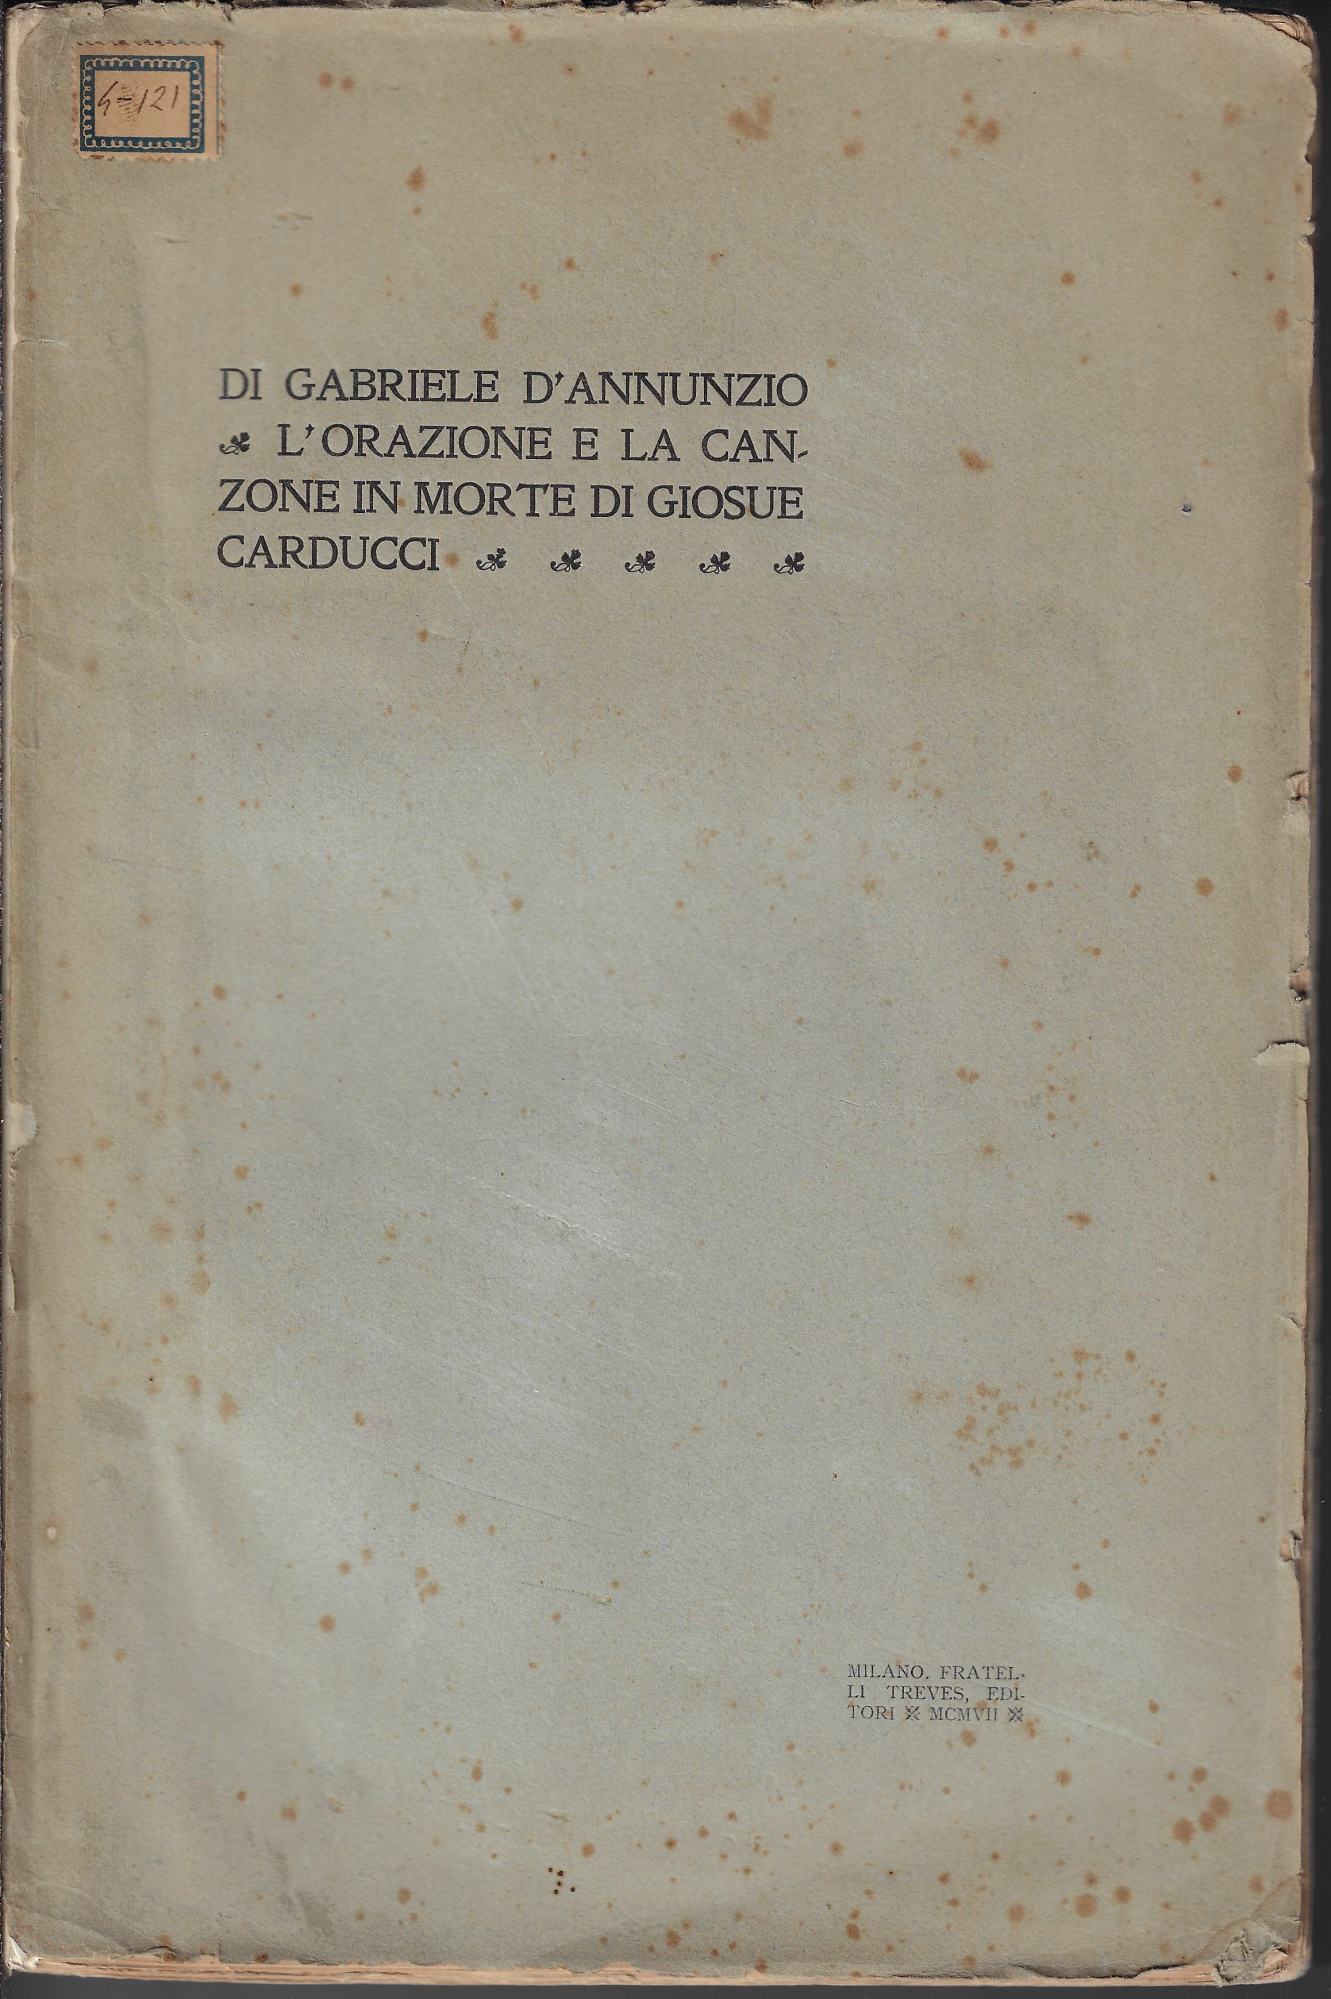 4-121
DI GABRIELE D'ANNUNZIO
L'ORAZIONE E LA CAN-
ZONE IN MORTE DI GIOSUE
CARDUCCI
MILANO. FRATEL-
LI TREVES, EDI-
TORI MCMVII